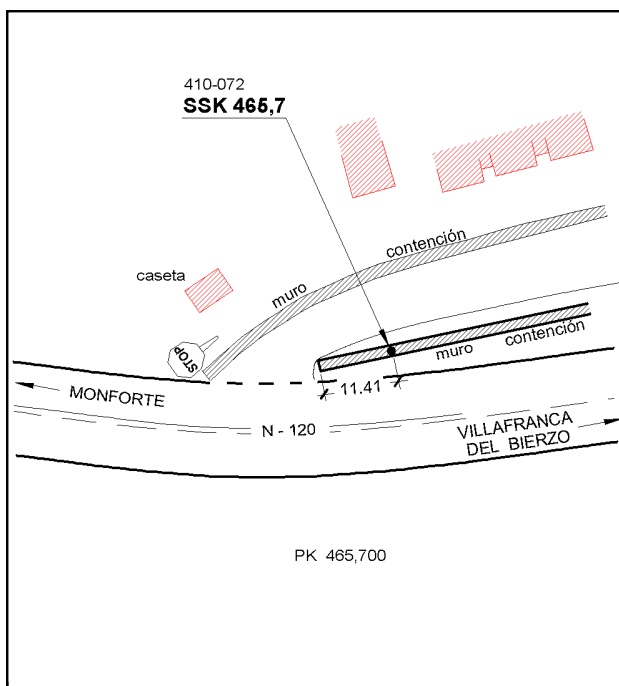 410-072
SSK 465,7
contención
muro
caseta
STOP
muro
contención
11.41
MONFORTE
N - 120
VILLAFRANCA
DEL BIERZO
PK 465,700